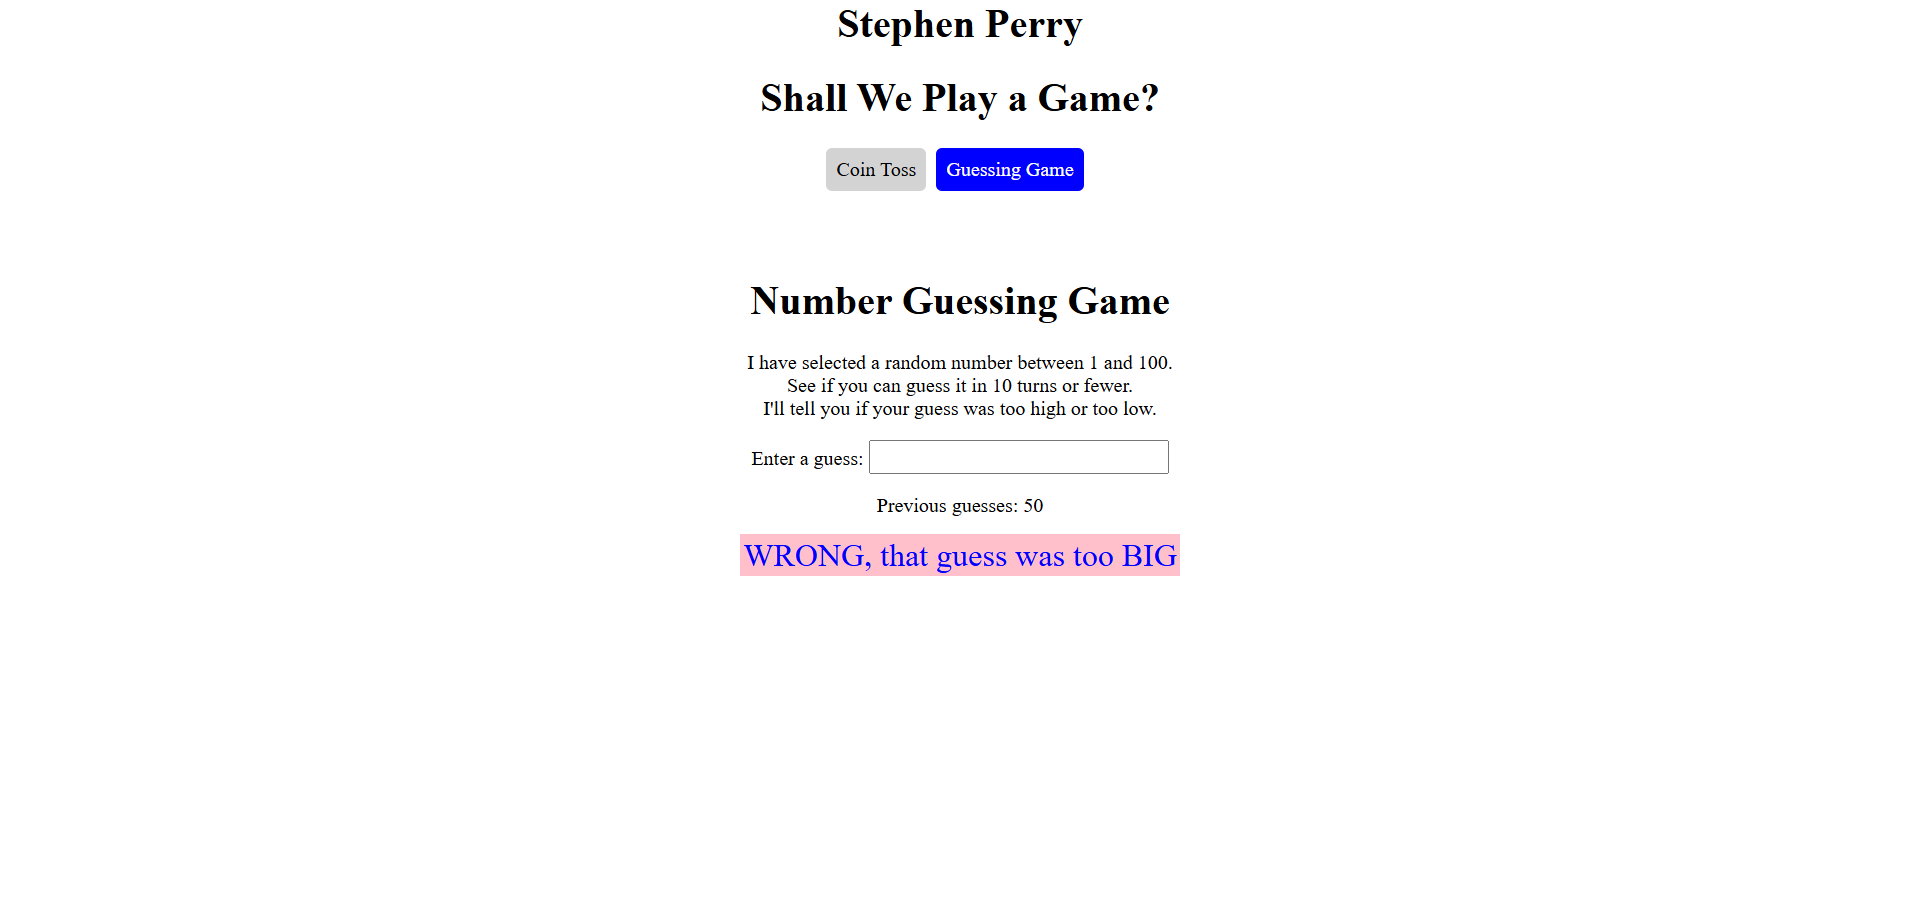 Stephen Perry
Shall We Play a Game?
Coin Toss Guessing Game
Number Guessing Game
I have selected a random number between 1 and 100.
See if you can guess it in 10 turns or fewer.
I'll tell you if your guess was too high or too low.
Enter a guess:
Previous guesses: 50
WRONG, that guess was too BIG